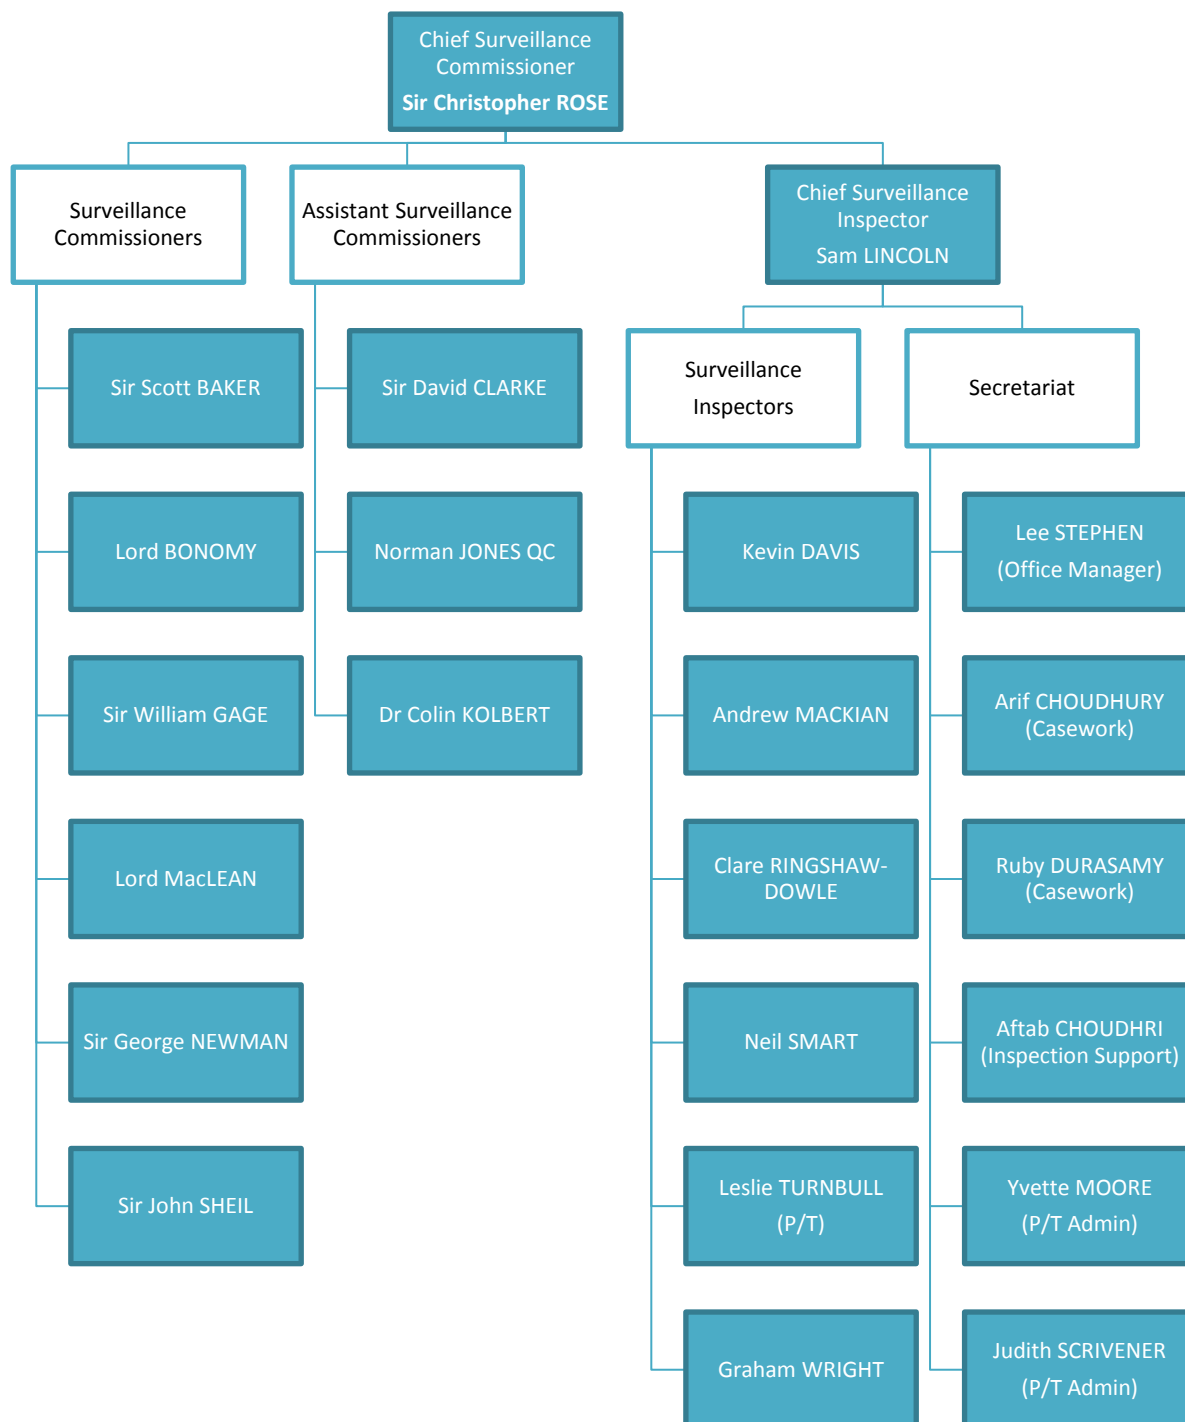 Chief Surveillance
Commissioner
Sir Christopher ROSE
Surveillance
Commissioners
Assistant Surveillance
Commissioners
Chief Surveillance
Inspector
Sam LINCOLN
Surveillance
Inspectors
Secretariat
Sir Scott BAKER
Lord BONOMY
Sir William GAGE
Lord MacLEAN
Sir George NEWMAN
Sir John SHEIL
Sir David CLARKE
Norman JONES QC
Dr Colin KOLBERT
Kevin DAVIS
Andrew MACKIAN
Clare RINGSHAW-
DOWLE
Neil SMART
Leslie TURNBULL
(P/T)
Graham WRIGHT
Lee STEPHEN
(Office Manager)
Arif CHOUDHURY
(Casework)
Ruby DURASAMY
(Casework)
Aftab CHOUDHRI
(Inspection Support)
Yvette MOORE
(P/T Admin)
Judith SCRIVENER
(P/T Admin)